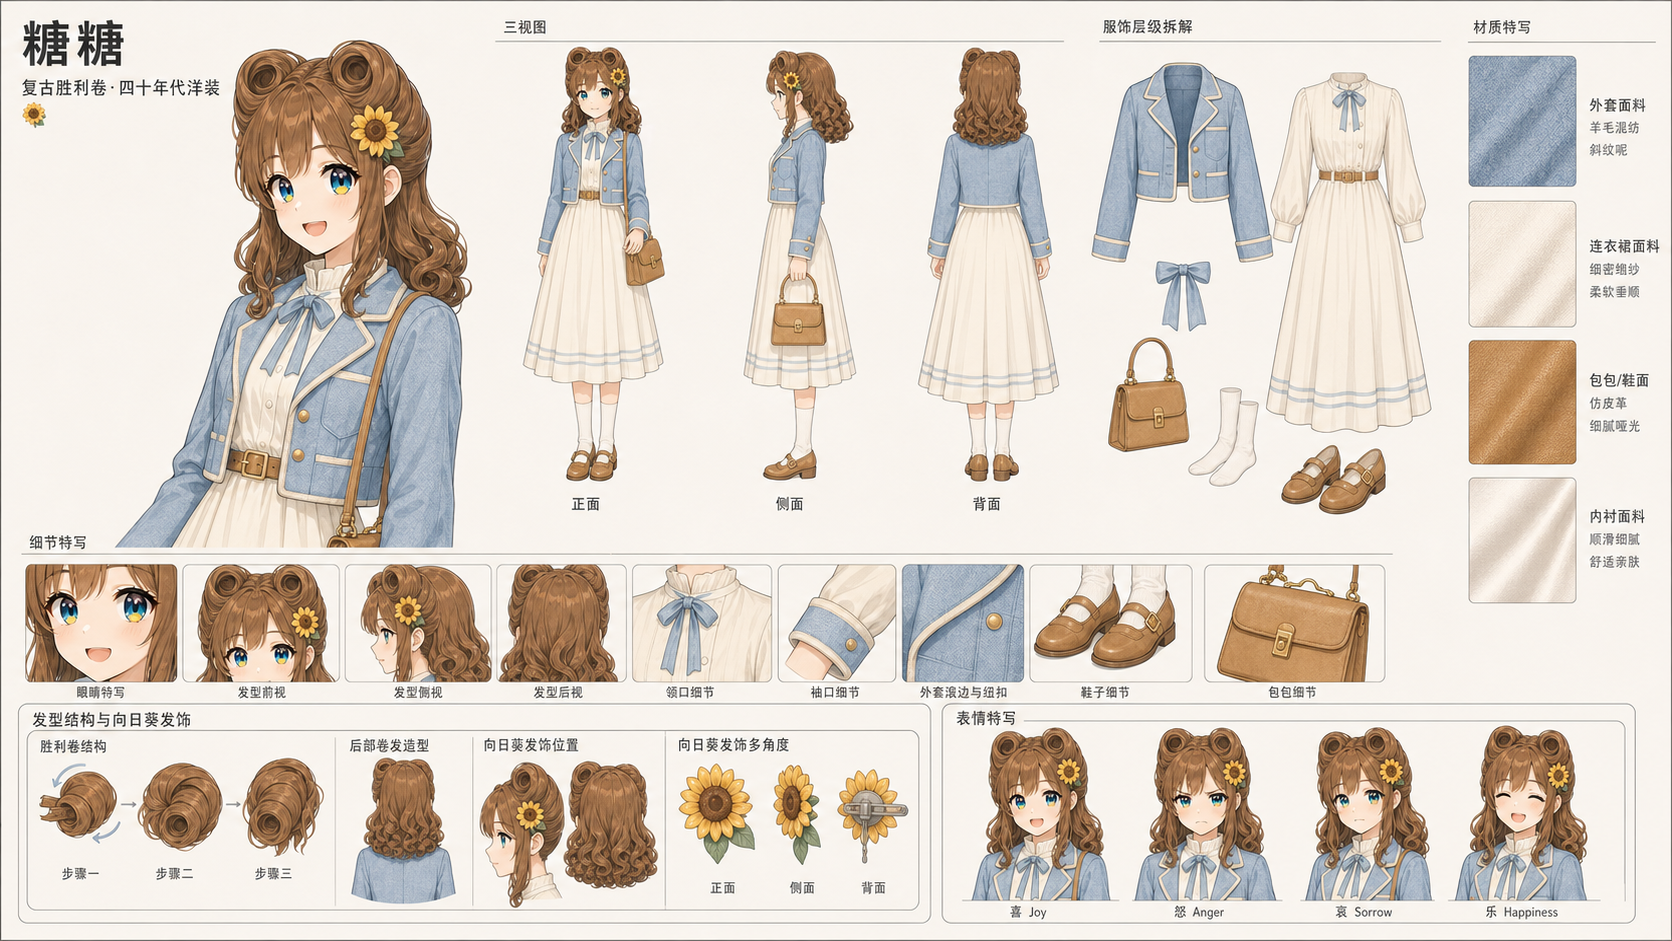 糖糖
复古胜利卷·四十年代洋装
三视图
正面
侧面
背面
服饰层级拆解
材质特写
外套面料
羊毛混纺
斜纹呢
连衣裙面料
柔软垂顺
包包/鞋面
仿皮革
细腻哑光
内衬面料
顺滑细腻
舒适亲肤
细节特写
眼睛特写
发型前视
发型侧视
发型后视
领口细节
袖口细节
外套滚边与纽扣
鞋子细节
包包细节
发型结构与向日葵发饰
胜利卷结构
步骤一
步骤二
步骤三
后部卷发造型
向日葵发饰位置
向日葵发饰多角度
正面
侧面
背面
表情特写
喜 Joy
怒 Anger
哀 Sorrow
乐 Happiness